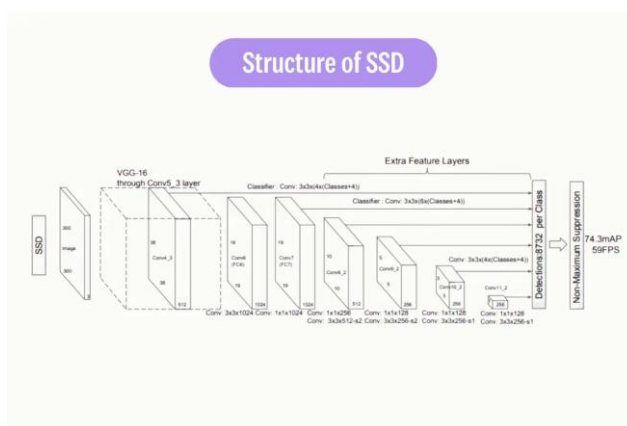 Structure of SSD
Extra Feature Layers
VGG-16
through Conv5_3 layer
Classifier : Conv: 3x3x(4x(Classes+4))
Classifier : Conv: 3x3x(6x(Classes+4))
SSD
300
Image
300
3
38
Conv4_3
38
512
19
Conv6
(FC6)
19
1024
19
Conv7
(FC7)
19
1024
10
Conv8_2
10
512
5
Conv9_2
5
256
3
Conv10_2
3
256
Conv11_2
256
Conv: 3x3x(4x(Classes+4))
Detections:8732 per Class
Non-Maximum Suppression
74.3mAP
59FPS
Conv: 3x3x1024
Conv: 1x1x1024
Conv: 1x1x256
Conv: 3x3x512-s2
Conv: 1x1x128
Conv: 3x3x256-s2
Conv: 1x1x128
Conv: 3x3x256-s1
Conv: 1x1x128
Conv: 3x3x256-s1